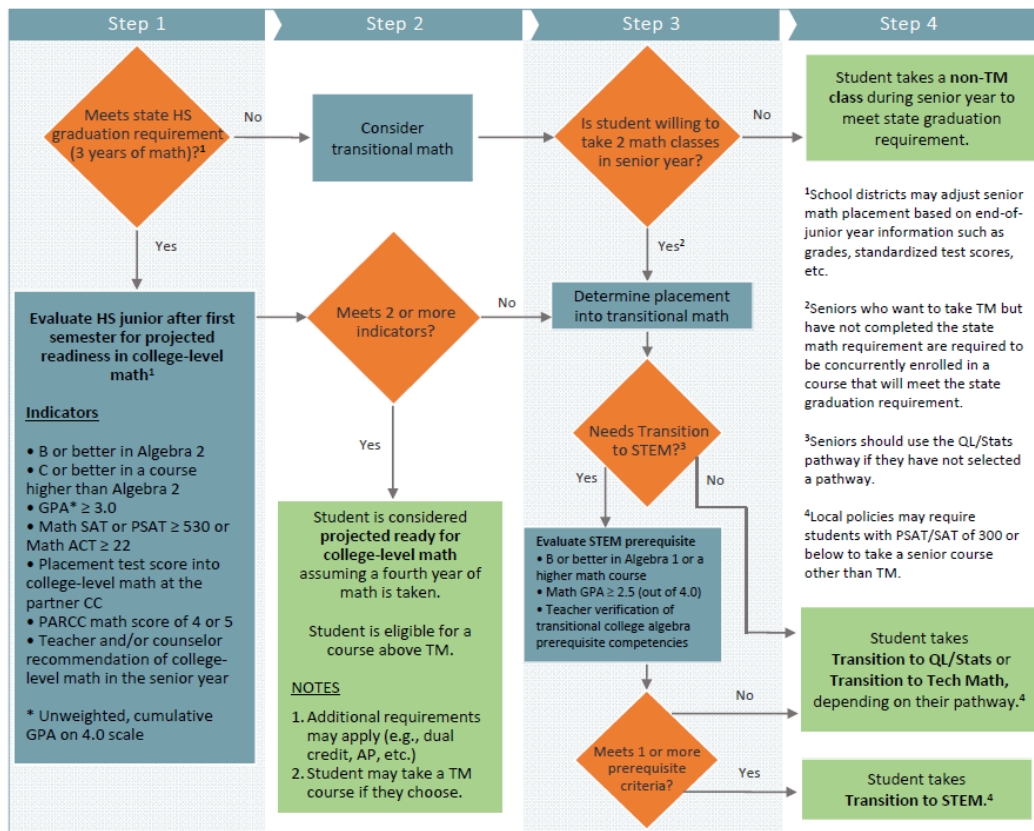 Step 1
Step 2
Step 3
Step 4
Meets state HS
graduation requirement
(3 years of math)?¹
No
Yes
Consider
transitional math
Is student willing to
take 2 math classes
in senior year?
No
Yes²
Student takes a non-TM
class during senior year to
meet state graduation
requirement.
Evaluate HS junior after first
semester for projected
readiness in college-level
math¹
Indicators
• B or better in Algebra 2
• C or better in a course
higher than Algebra 2
• GPA* ≥ 3.0
• Math SAT or PSAT ≥ 530 or
Math ACT ≥ 22
• Placement test score into
college-level math at the
partner CC
• PARCC math score of 4 or 5
• Teacher and/or counselor
recommendation of college-
level math in the senior year
* Unweighted, cumulative
GPA on 4.0 scale
Meets 2 or more
indicators?
No
Yes
Student is considered
projected ready for
college-level math
assuming a fourth year of
math is taken.
Student is eligible for a
course above TM.
NOTES
1. Additional requirements
may apply (e.g., dual
credit, AP, etc.)
2. Student may take a TM
course if they choose.
Determine placement
into transitional math
Needs Transition
to STEM?³
Yes
No
Evaluate STEM prerequisite
• B or better in Algebra 1 or a
higher math course
• Math GPA ≥ 2.5 (out of 4.0)
• Teacher verification of
transitional college algebra
prerequisite competencies
Meets 1 or more
prerequisite
criteria?
No
Yes
¹School districts may adjust senior
math placement based on end-of-
junior year information such as
grades, standardized test scores,
etc.
²Seniors who want to take TM but
have not completed the state
math requirement are required to
be concurrently enrolled in a
course that will meet the state
graduation requirement.
³Seniors should use the QL/Stats
pathway if they have not selected
a pathway.
⁴Local policies may require
students with PSAT/SAT of 300 or
below to take a senior course
other than TM.
Student takes
Transition to QL/Stats or
Transition to Tech Math,
depending on their pathway.⁴
Student takes
Transition to STEM.⁴